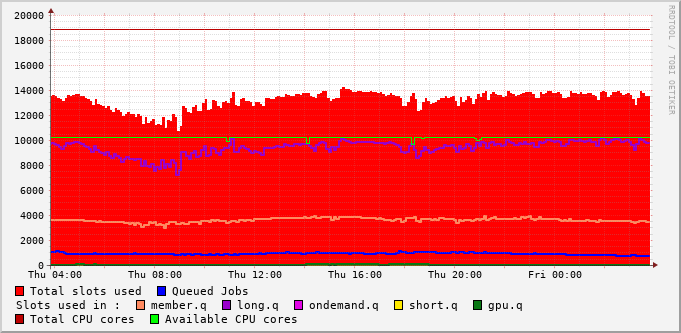 20000
18000
16000
14000
12000
10000
8000
6000
4000
2000
0
Thu 04:00 Thu 08:00 Thu 12:00 Thu 16:00 Thu 20:00 Fri 00:00
Total slots used Queued Jobs
Slots used in : member.q long.q ondemand.q short.q gpu.q
Total CPU cores Available CPU cores
RRDTOOL / TOBI OETIKER